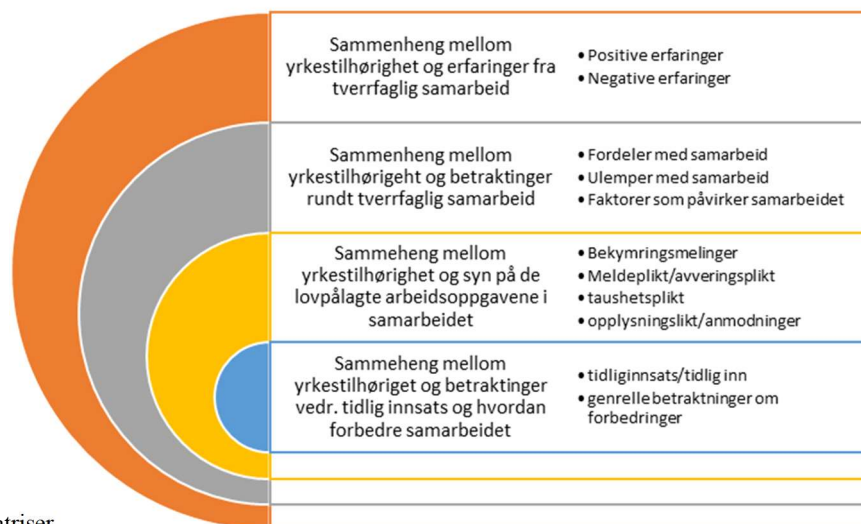 Sammenheng mellom
yrkestilhørighet og erfaringer fra
tverrfaglig samarbeid
• Positive erfaringer
• Negative erfaringer
Sammenheng mellom
yrkestilhørigeht og betraktinger
rundt tverrfaglig samarbeid
• Fordeler med samarbeid
• Ulemper med samarbeid
• Faktorer som påvirker samarbeidet
Sammeheng mellom
yrkestilhørighet og syn på de
lovpålagte arbeidsoppgavene i
samarbeidet
• Bekymringsmelinger
• Meldeplikt/avveringsplikt
• taushetsplikt
• opplysningslikt/anmodninger
Sammeheng mellom
yrkestilhøriget og betraktinger
vedr. tidlig innsats og hvordan
forbedre samarbeidet
• tidliginnsats/tidlig inn
• genrelle betraktninger om
forbedringer